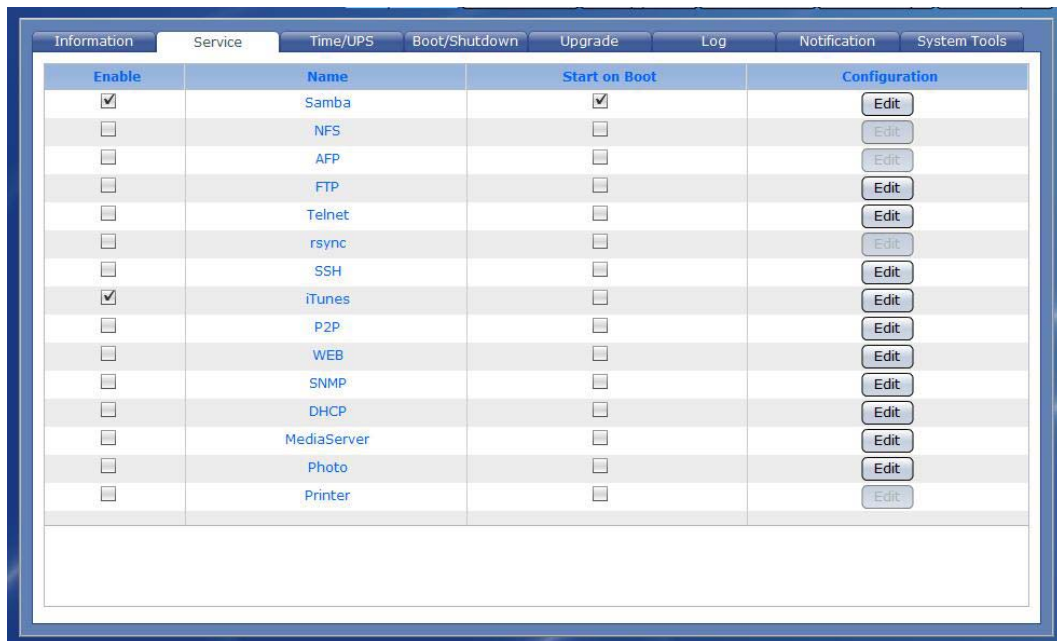 Information Service Time/UPS Boot/Shutdown Upgrade Log Notification System Tools
Enable Name Start on Boot Configuration
Samba Edit
NFS Edit
AFP Edit
FTP Edit
Telnet Edit
rsync Edit
SSH Edit
iTunes Edit
P2P Edit
WEB Edit
SNMP Edit
DHCP Edit
MediaServer Edit
Photo Edit
Printer Edit